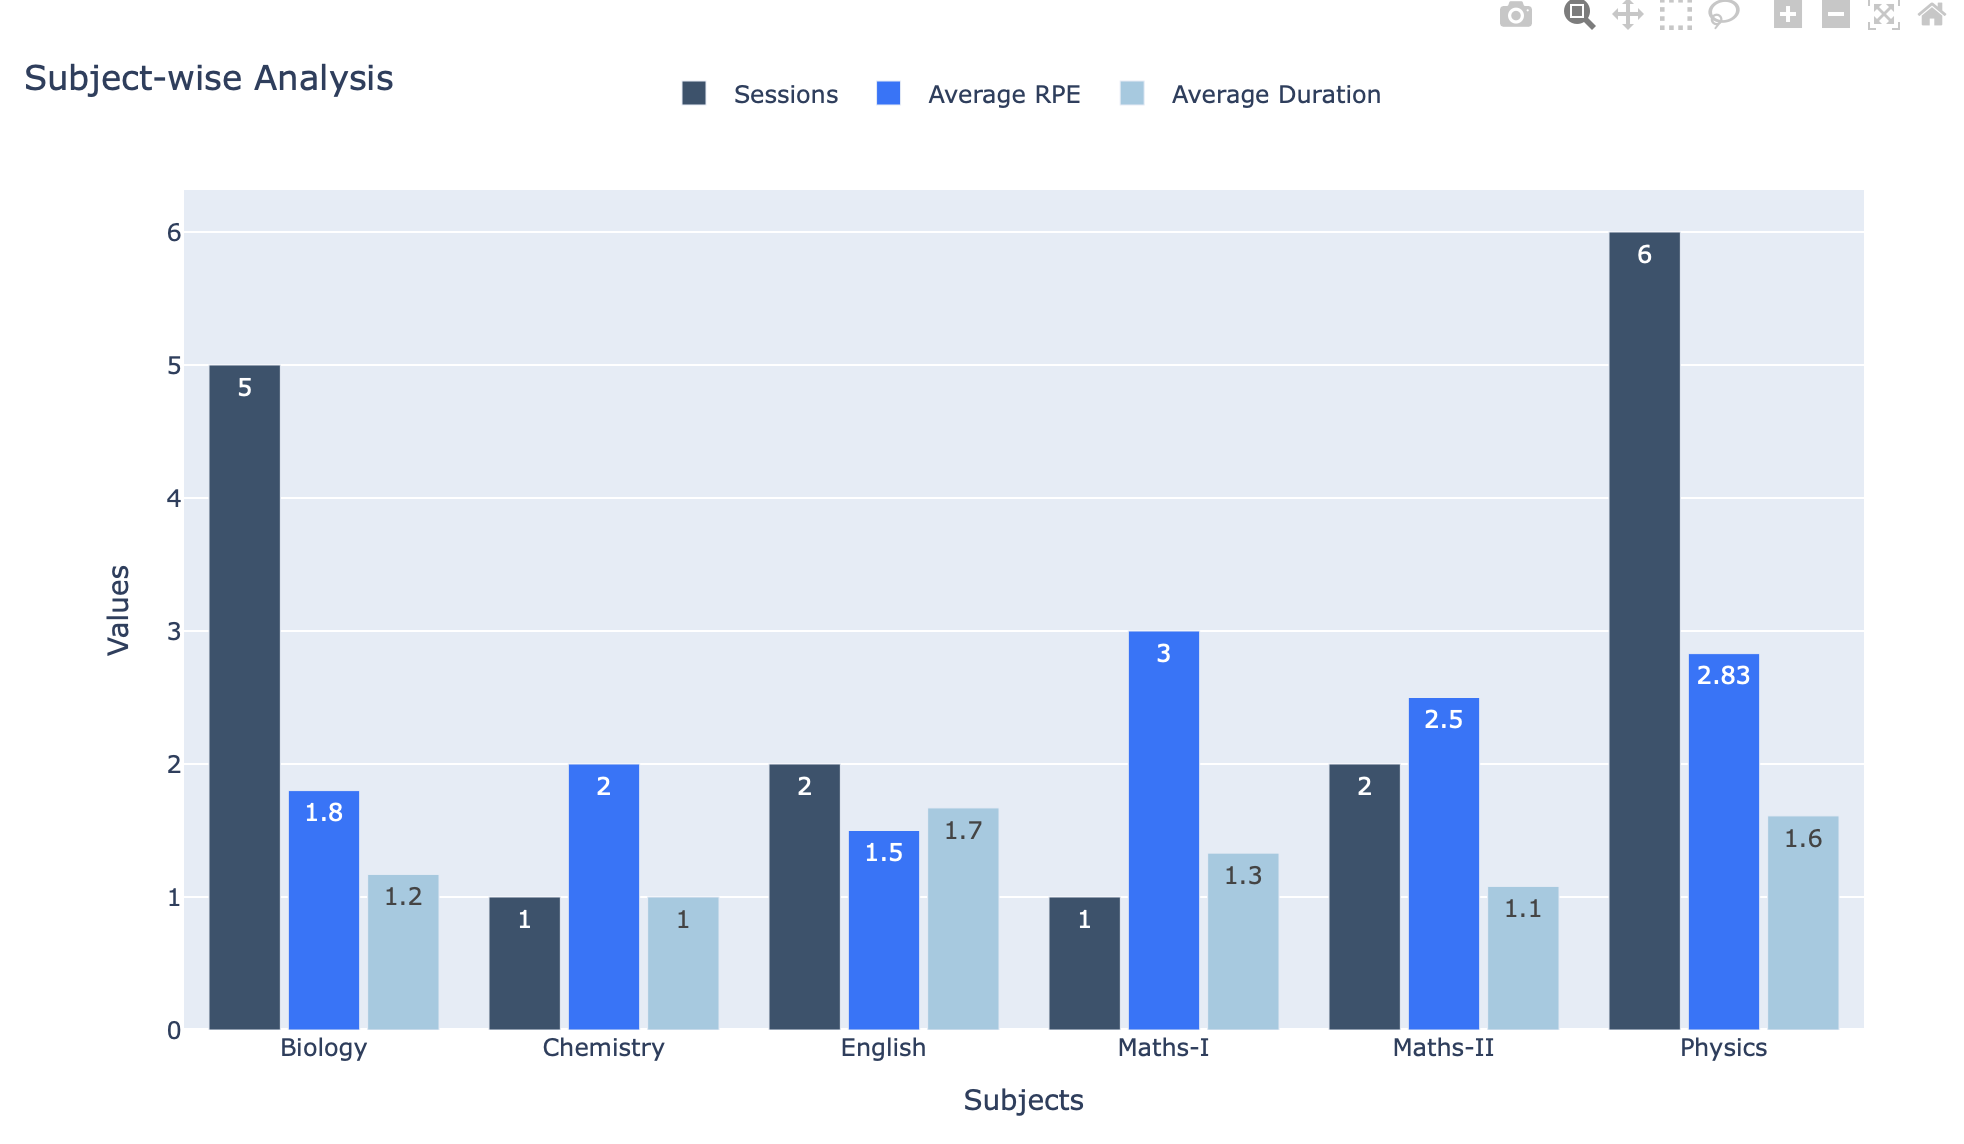 Subject-wise Analysis
Sessions Average RPE Average Duration
Values
6
5
4
3
2
1
0
5 1.8 1.2
1 2 1
2 1.5 1.7
1 3 1.3
2 2.5 1.1
6 2.83 1.6
Biology Chemistry English Maths-I Maths-II Physics
Subjects